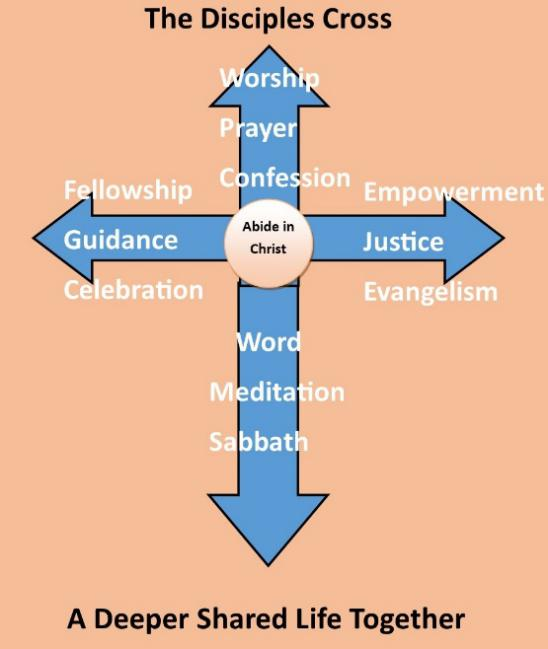 The Disciples Cross
Worship
Prayer
Confession
Fellowship
Guidance
Celebration
Abide in
Christ
Empowerment
Justice
Evangelism
Word
Meditation
Sabbath
A Deeper Shared Life Together